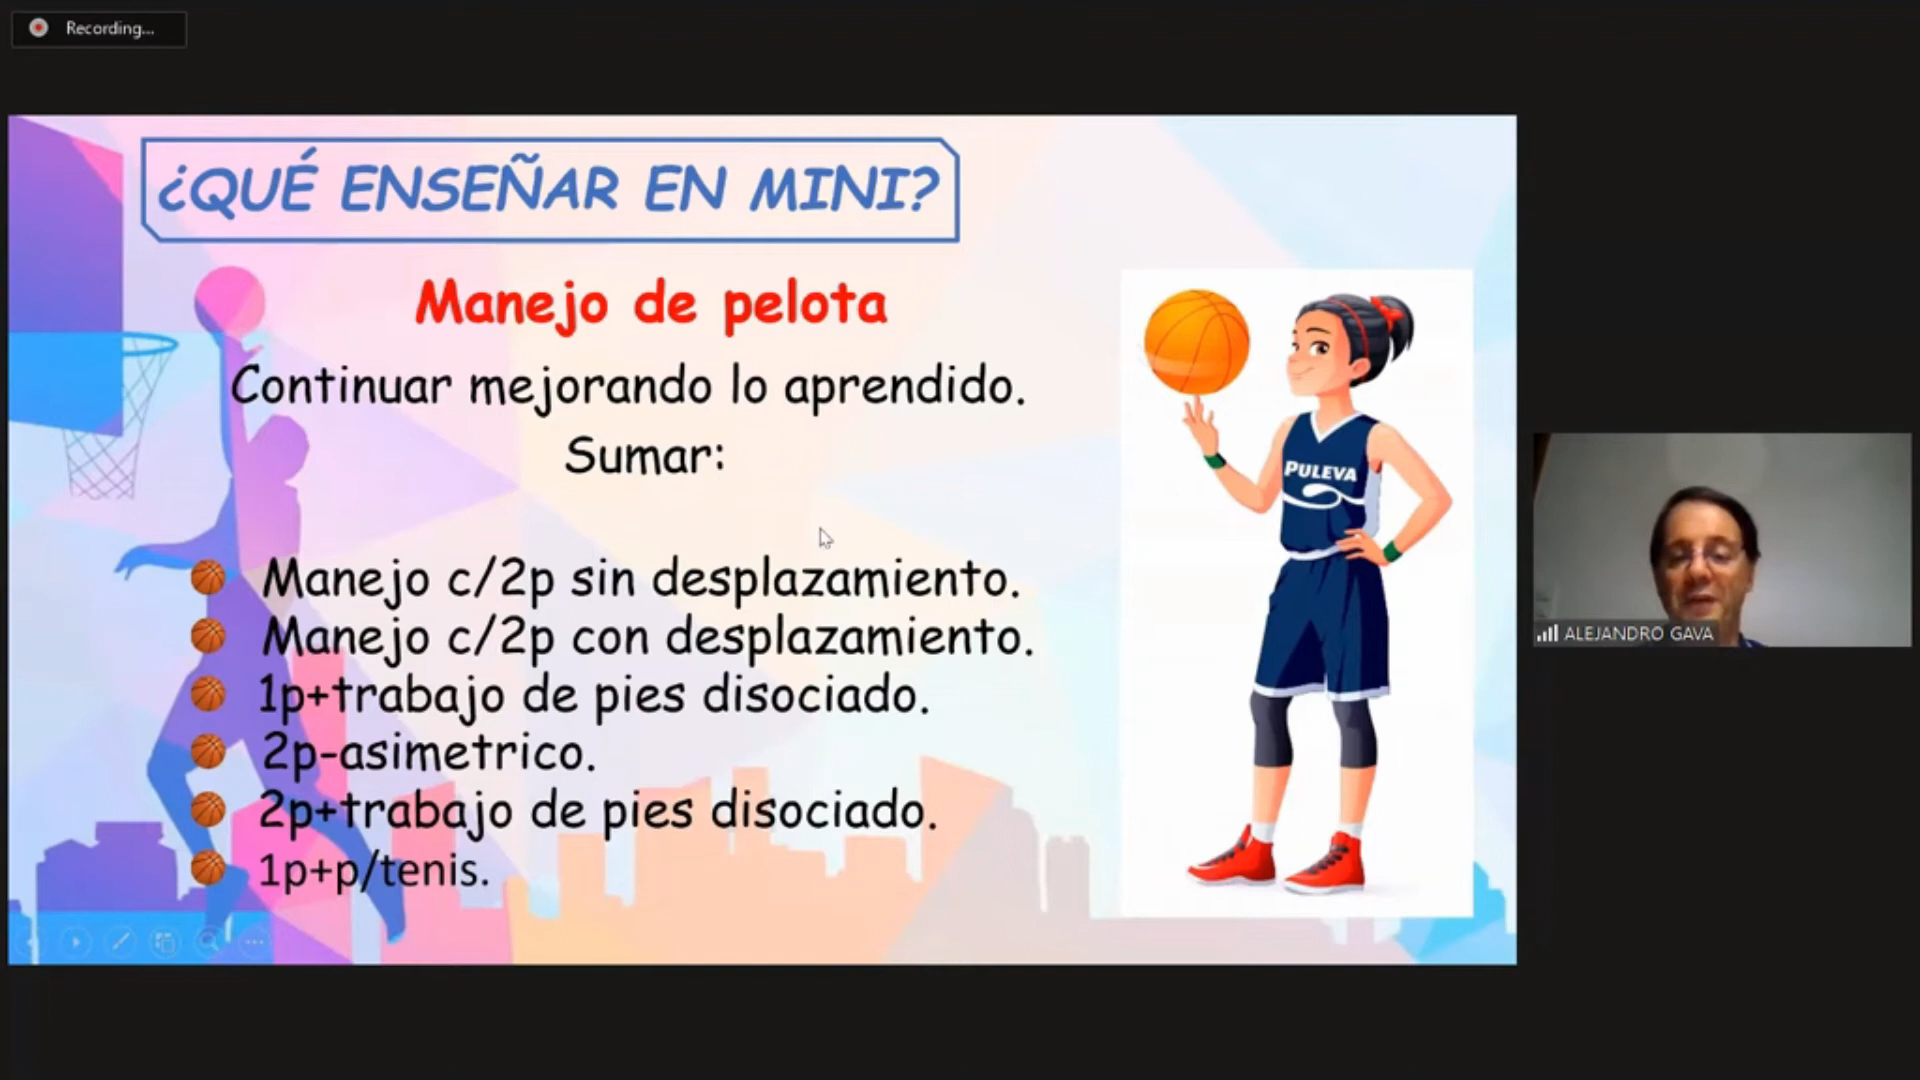 Recording...
¿QUÉ ENSEÑAR EN MINI?
Manejo de pelota
Continuar mejorando lo aprendido.
Sumar:
Manejo c/2p sin desplazamiento.
Manejo c/2p con desplazamiento.
1p+trabajo de pies disociado.
2p-asimetrico.
2p+trabajo de pies disociado.
1p+p/tenis.
PULEVA
ALEJANDRO GAVA